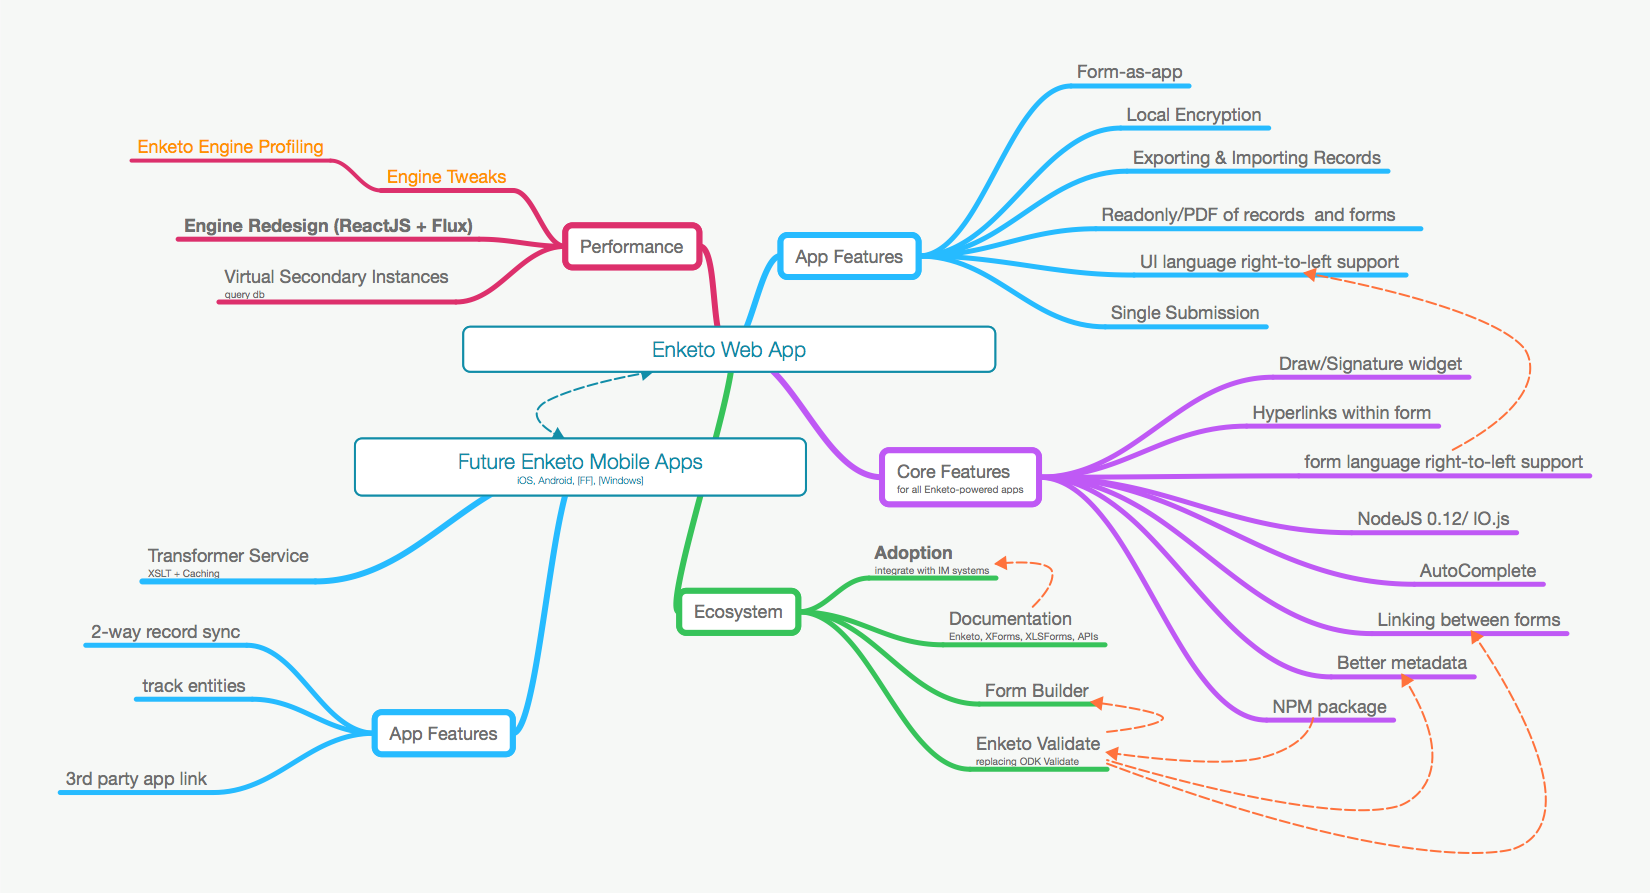 Form-as-app
Local Encryption
Exporting & Importing Records
Readonly/PDF of records  and forms
UI language right-to-left support
Single Submission
App Features
Enketo Engine Profiling
Engine Tweaks
Engine Redesign (ReactJS + Flux)
Virtual Secondary Instances
query db
Performance
Enketo Web App
Future Enketo Mobile Apps
iOS, Android, [FF], [Windows]
Draw/Signature widget
Hyperlinks within form
form language right-to-left support
NodeJS 0.12/ IO.js
AutoComplete
Linking between forms
Better metadata
NPM package
Core Features
for all Enketo-powered apps
Transformer Service
XSLT + Caching
2-way record sync
track entities
3rd party app link
App Features
Ecosystem
Adoption
integrate with IM systems
Documentation
Enketo, XForms, XLSForms, APIs
Form Builder
Enketo Validate
replacing ODK Validate